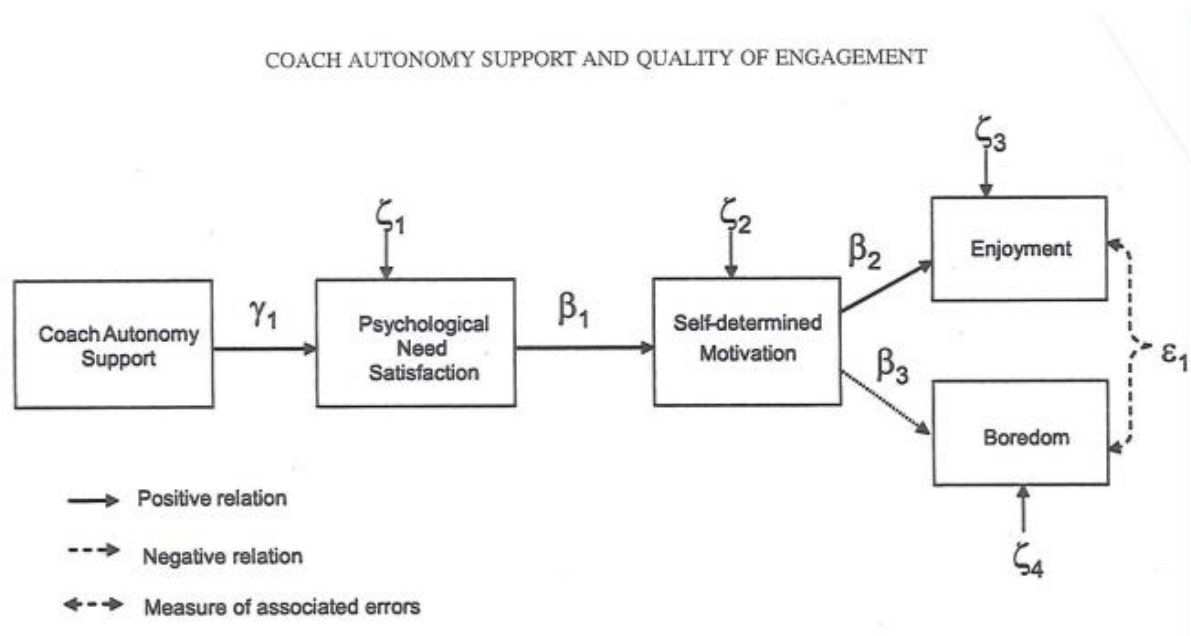 COACH AUTONOMY SUPPORT AND QUALITY OF ENGAGEMENT
ζ3
ζ1
ζ2
β2
Enjoyment
γ1
β1
Coach Autonomy
Support
Psychological
Need
Satisfaction
Self-determined
Motivation
ε1
β3
Boredom
Positive relation
Negative relation
ζ4
Measure of associated errors